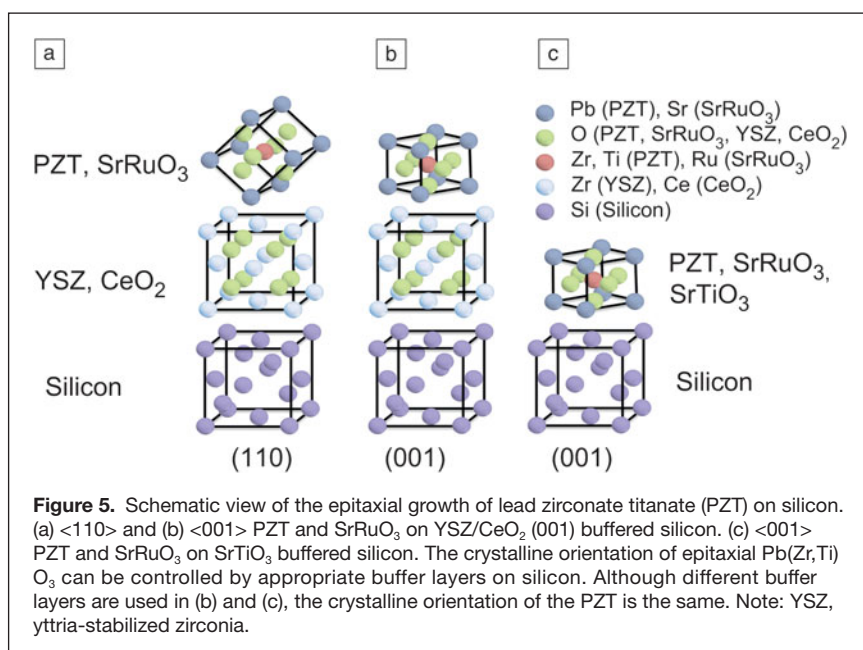 a
b
c
Pb (PZT), Sr (SrRuO₃)
O (PZT, SrRuO₃, YSZ, CeO₂)
Zr, Ti (PZT), Ru (SrRuO₃)
Zr (YSZ), Ce (CeO₂)
Si (Silicon)
PZT, SrRuO₃
YSZ, CeO₂
PZT, SrRuO₃,
SrTiO₃
Silicon
Silicon
(110)
(001)
(001)
Figure 5. Schematic view of the epitaxial growth of lead zirconate titanate (PZT) on silicon.
(a) <110> and (b) <001> PZT and SrRuO₃ on YSZ/CeO₂ (001) buffered silicon. (c) <001>
PZT and SrRuO₃ on SrTiO₃ buffered silicon. The crystalline orientation of epitaxial Pb(Zr,Ti)
O₃ can be controlled by appropriate buffer layers on silicon. Although different buffer
layers are used in (b) and (c), the crystalline orientation of the PZT is the same. Note: YSZ,
yttria-stabilized zirconia.